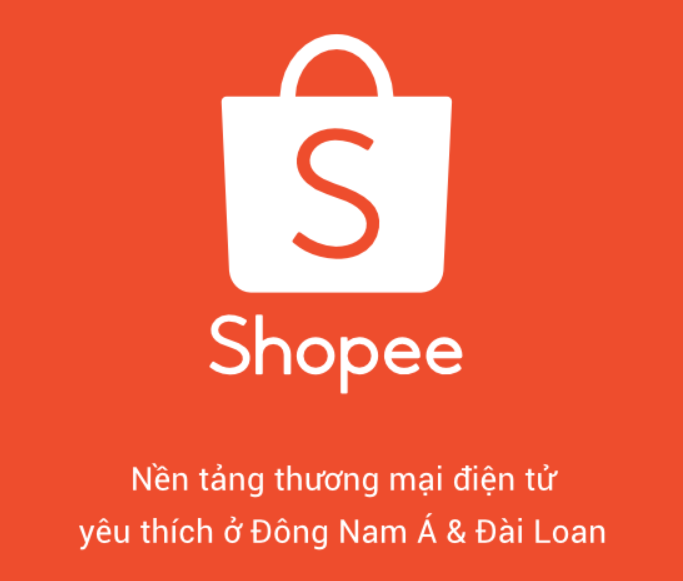 S
Shopee
Nền tảng thương mại điện tử
yêu thích ở Đông Nam Á & Đài Loan